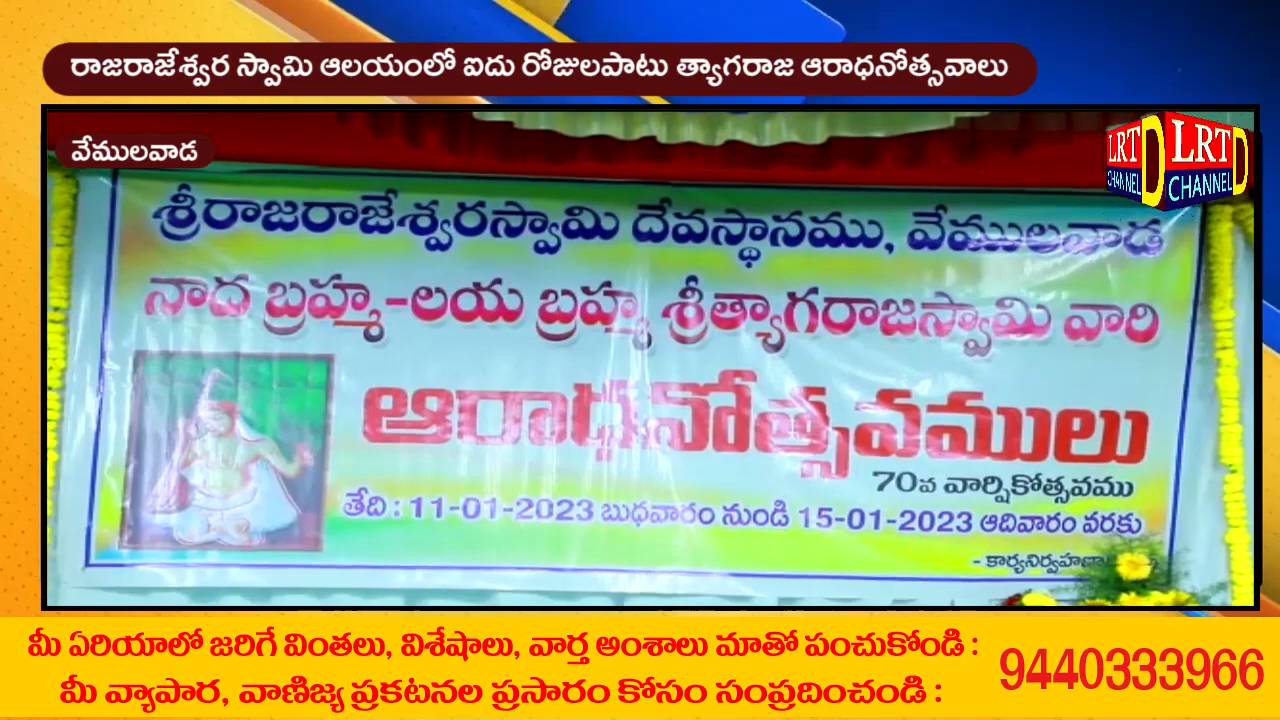 రాజరాజేశ్వర స్వామి ఆలయంలో ఐదు రోజులపాటు త్యాగరాజ ఆరాధనోత్సవాలు
వేములవాడ
LRT CHANNEL D
LRT CHANNEL D
శ్రీరాజరాజేశ్వరస్వామి దేవస్థానము, వేములవాడ
నాద బ్రహ్మ-లయ బ్రహ్మ శ్రీత్యాగరాజస్వామి వారి
ఆరాధనోత్సవములు
70వ వార్షికోత్సవము
తేది : 11-01-2023 బుధవారం నుండి 15-01-2023 ఆదివారం వరకు
మీ ఏరియాలో జరిగే వింతలు, విశేషాలు, వార్త అంశాలు మాతో పంచుకోండి :
మీ వ్యాపార, వాణిజ్య ప్రకటనల ప్రసారం కోసం సంప్రదించండి :
9440333966